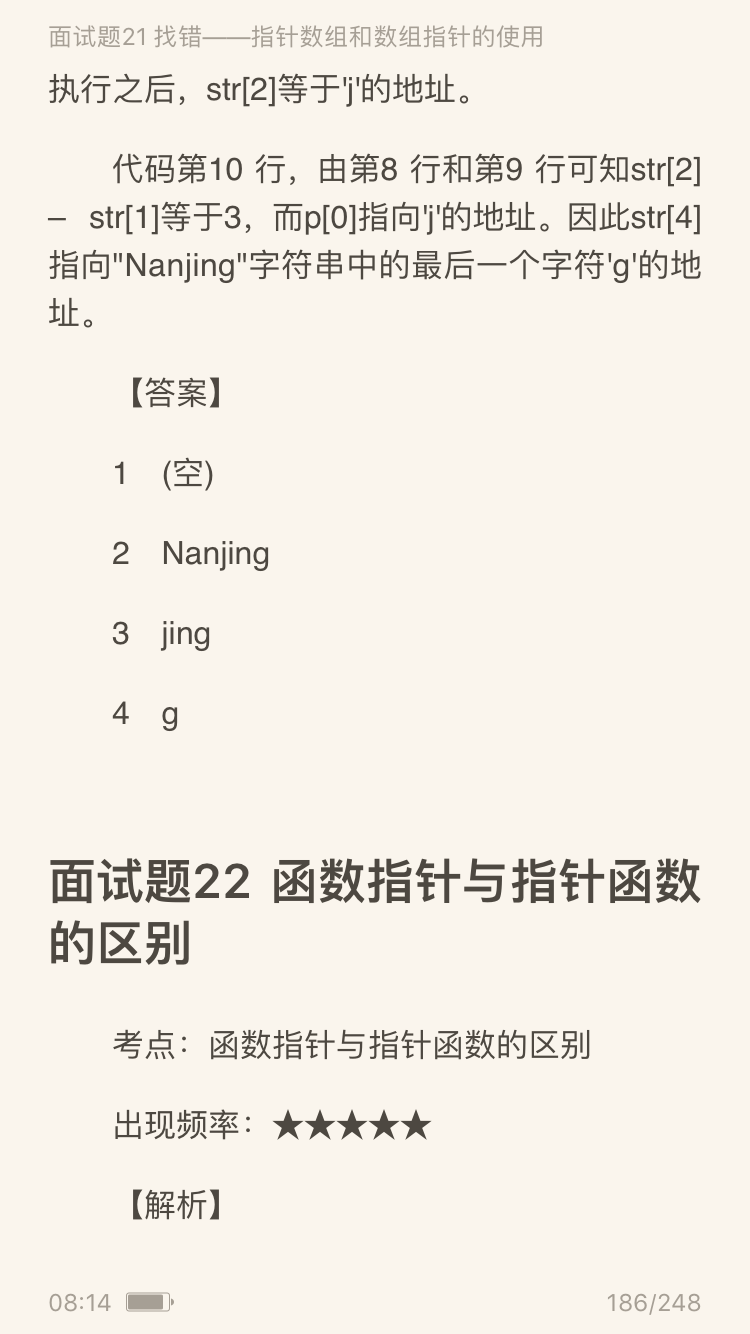 面试题21 找错——指针数组和数组指针的使用
执行之后，str[2]等于'j'的地址。
代码第10 行，由第8 行和第9 行可知str[2]
– str[1]等于3，而p[0]指向'j'的地址。因此str[4]
指向"Nanjing"字符串中的最后一个字符'g'的地
址。
【答案】
1 (空)
2 Nanjing
3 jing
4 g
面试题22 函数指针与指针函数
的区别
考点：函数指针与指针函数的区别
出现频率：★★★★★
【解析】
08:14
186/248